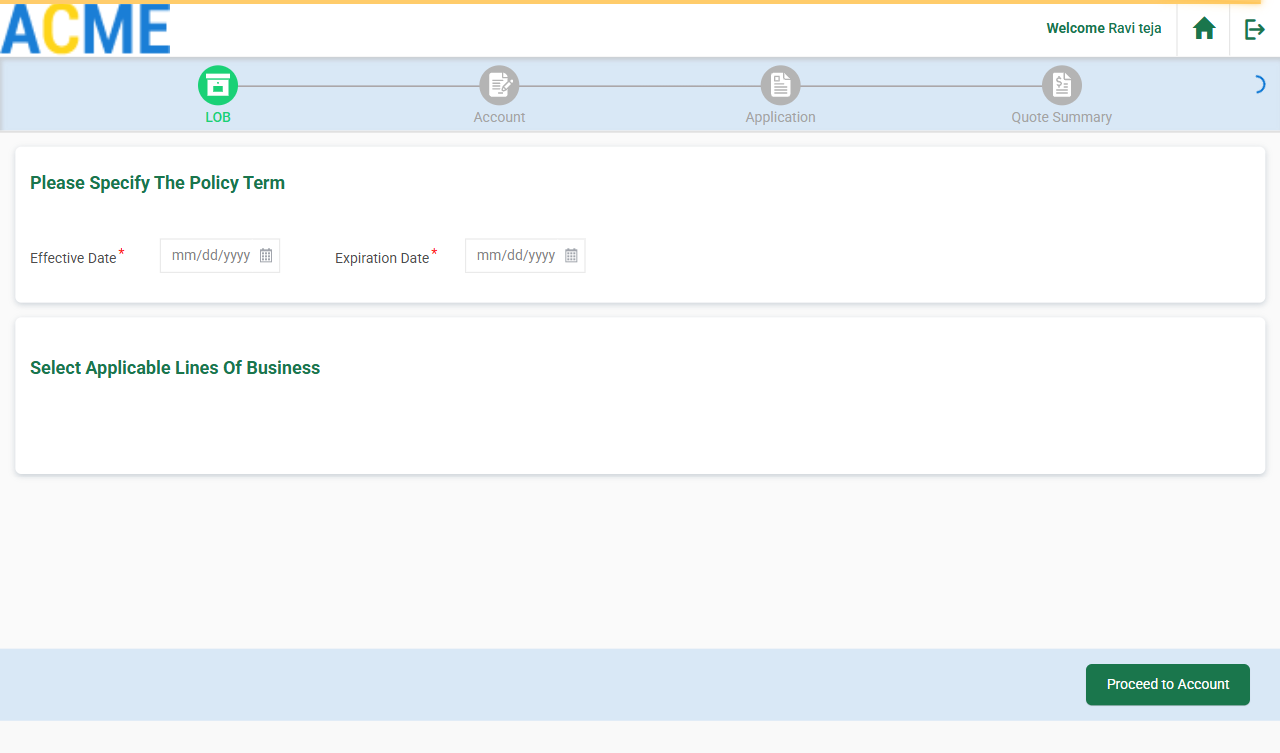 ACME
Welcome Ravi teja
LOB
Account
Application
Quote Summary
Please Specify The Policy Term
Effective Date* mm/dd/yyyy Expiration Date* mm/dd/yyyy
Select Applicable Lines Of Business
Proceed to Account